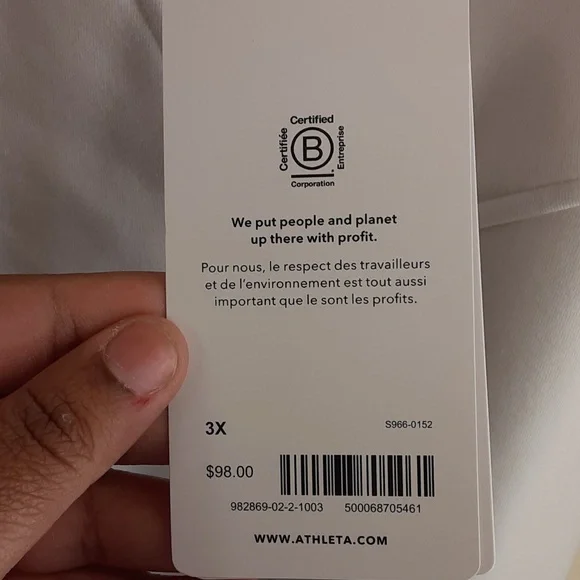 Certified
Certifiée
B
Entreprise
Corporation
We put people and planet
up there with profit.
Pour nous, le respect des travailleurs
et de l'environnement est tout aussi
important que le sont les profits.
3X
S966-0152
$98.00
982869-02-2-1003 500068705461
WWW.ATHLETA.COM